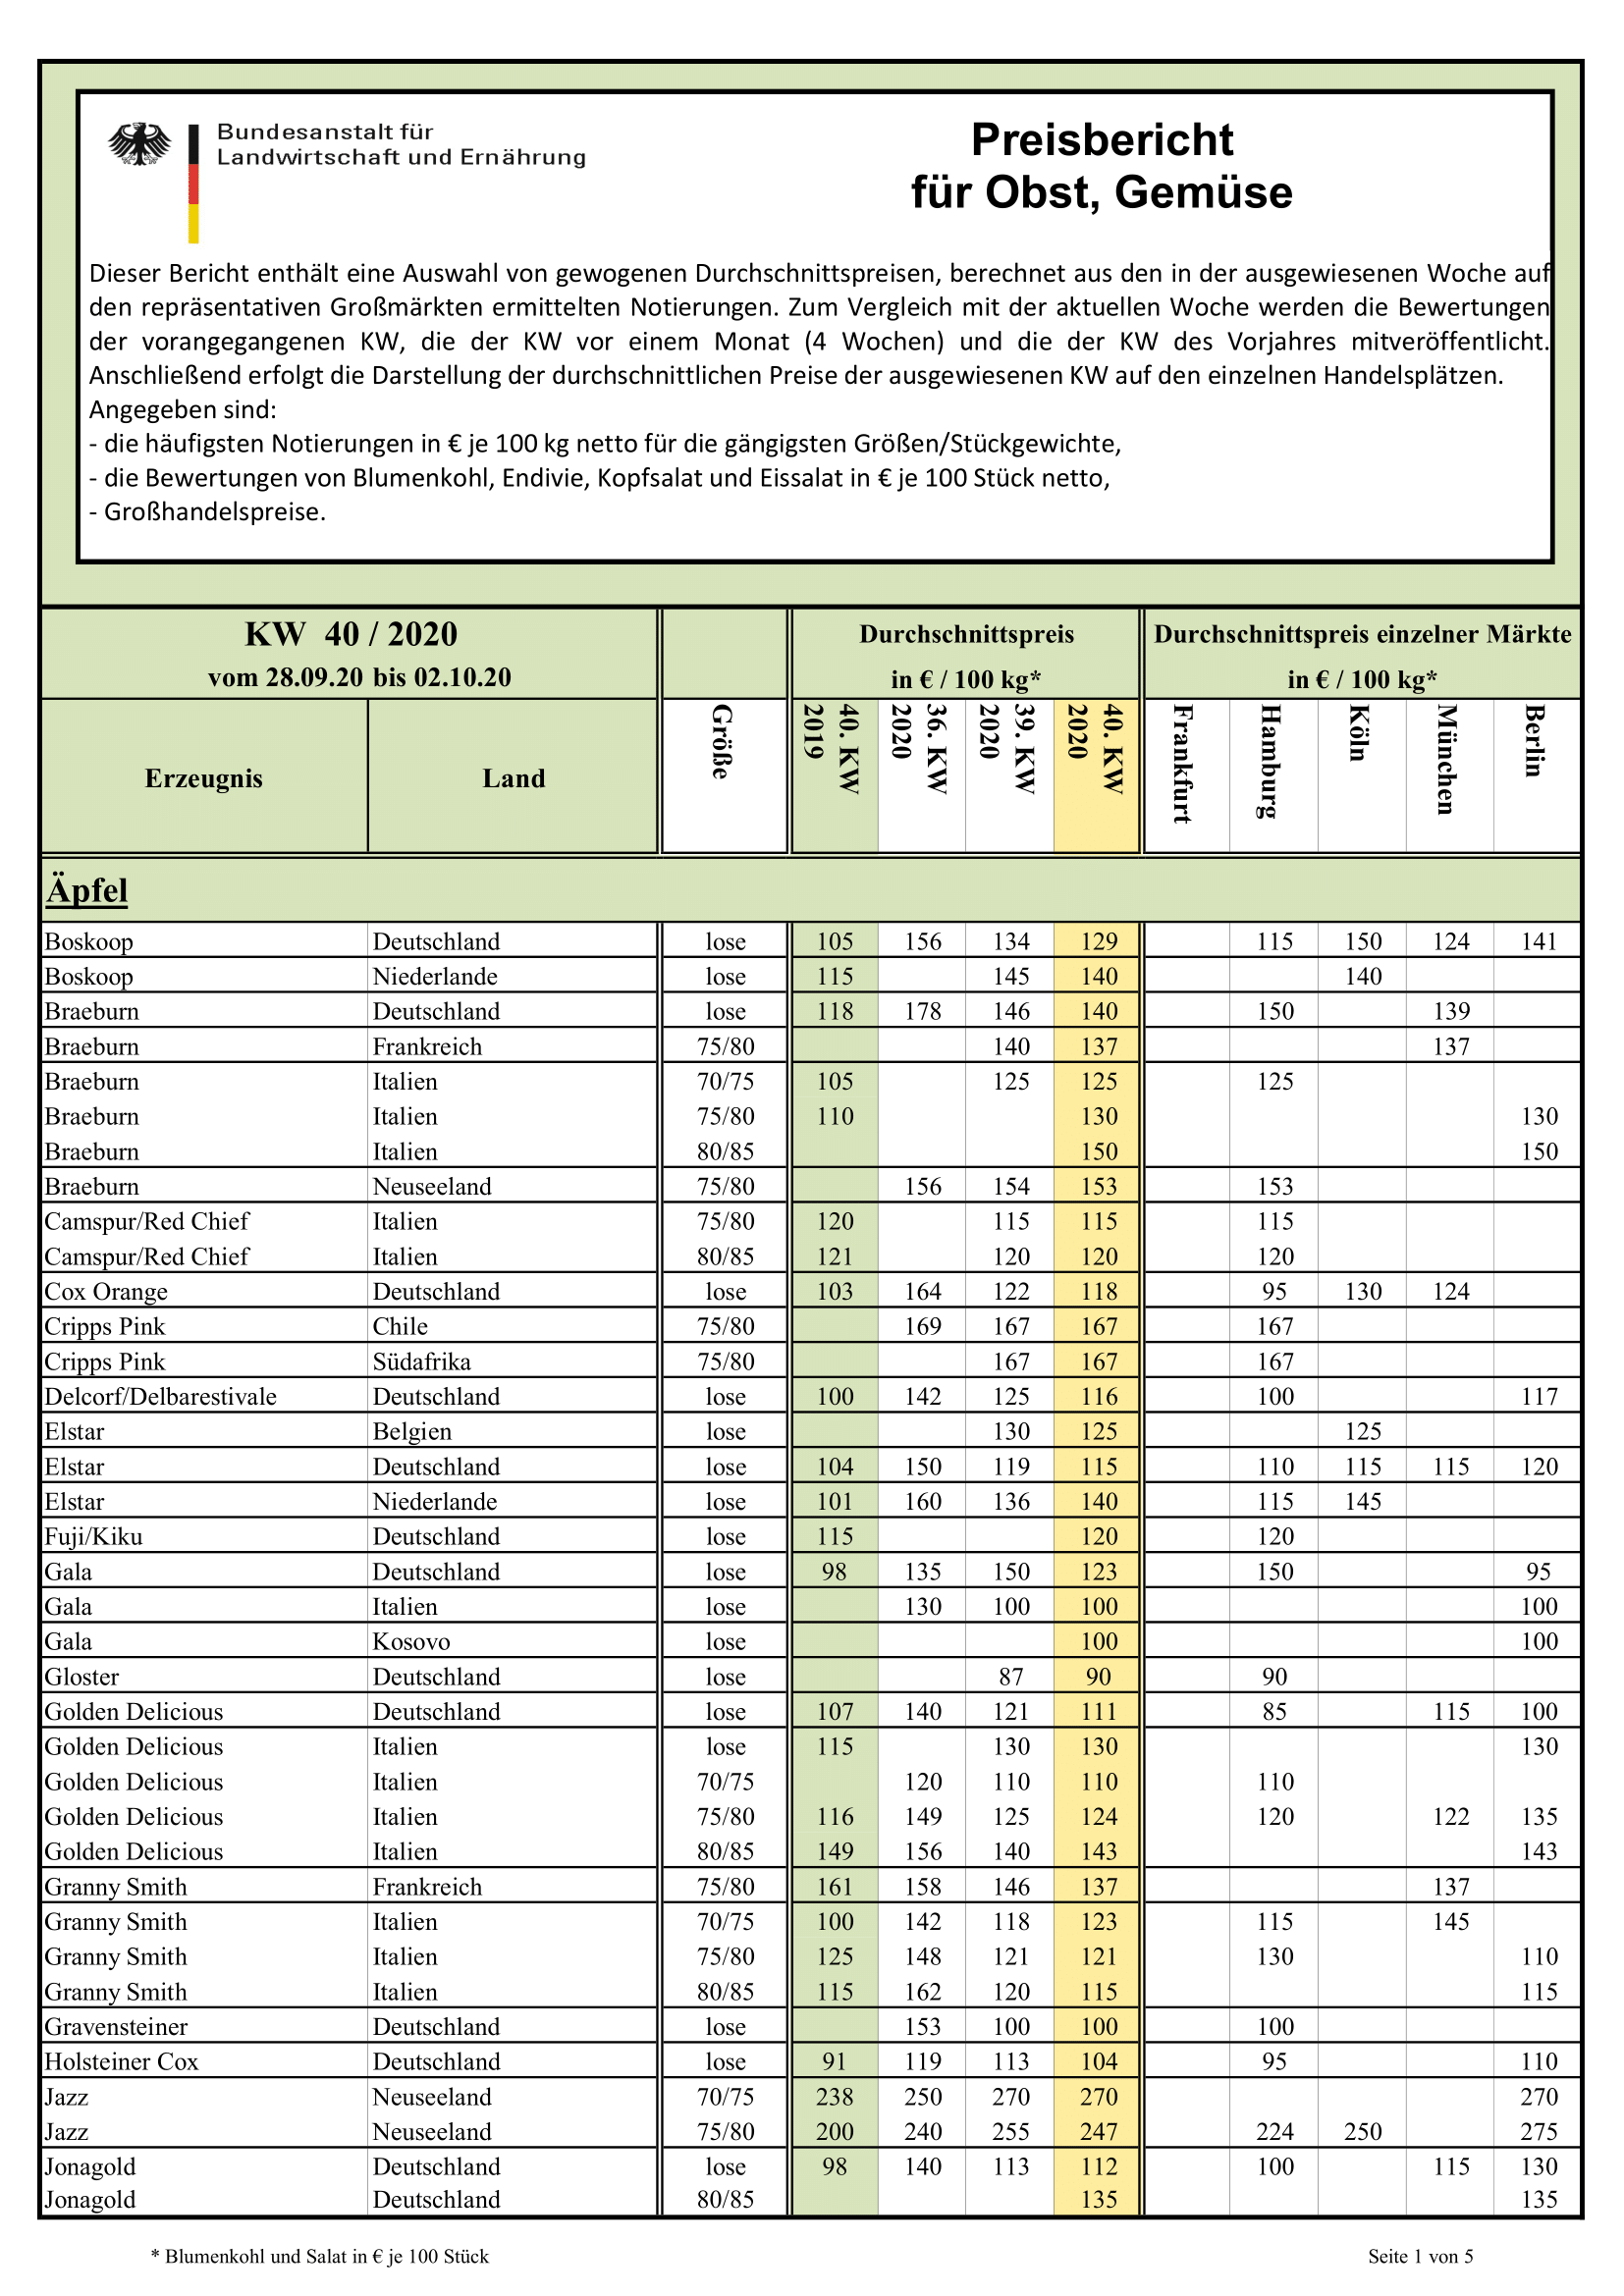 Bundesanstalt für
Landwirtschaft und Ernährung
Preisbericht
für Obst, Gemüse
Dieser Bericht enthält eine Auswahl von gewogenen Durchschnittspreisen, berechnet aus den in der ausgewiesenen Woche auf
den repräsentativen Großmärkten ermittelten Notierungen. Zum Vergleich mit der aktuellen Woche werden die Bewertungen
der vorangegangenen KW, die der KW vor einem Monat (4 Wochen) und die der KW des Vorjahres mitveröffentlicht.
Anschließend erfolgt die Darstellung der durchschnittlichen Preise der ausgewiesenen KW auf den einzelnen Handelsplätzen.
Angegeben sind:
- die häufigsten Notierungen in € je 100 kg netto für die gängigsten Größen/Stückgewichte,
- die Bewertungen von Blumenkohl, Endivie, Kopfsalat und Eissalat in € je 100 Stück netto,
- Großhandelspreise.
KW 40 / 2020 Durchschnittspreis Durchschnittspreis einzelner Märkte
vom 28.09.20 bis 02.10.20 in € / 100 kg* in € / 100 kg*
Erzeugnis Land Größe 40. KW 2019 36. KW 2020 39. KW 2020 40. KW 2020 Frankfurt Hamburg Köln München Berlin
Äpfel
Boskoop Deutschland lose 105 156 134 129 115 150 124 141
Boskoop Niederlande lose 115 145 140 140
Braeburn Deutschland lose 118 178 146 140 150 139
Braeburn Frankreich 75/80 140 137 137
Braeburn Italien 70/75 105 125 125 125
Braeburn Italien 75/80 110 130 130
Braeburn Italien 80/85 150 150
Braeburn Neuseeland 75/80 156 154 153 153
Camspur/Red Chief Italien 75/80 120 115 115 115
Camspur/Red Chief Italien 80/85 121 120 120 120
Cox Orange Deutschland lose 103 164 122 118 95 130 124
Cripps Pink Chile 75/80 169 167 167 167
Cripps Pink Südafrika 75/80 167 167 167
Delcorf/Delbarestivale Deutschland lose 100 142 125 116 100 117
Elstar Belgien lose 130 125 125
Elstar Deutschland lose 104 150 119 115 110 115 115 120
Elstar Niederlande lose 101 160 136 140 115 145
Fuji/Kiku Deutschland lose 115 120 120
Gala Deutschland lose 98 135 150 123 150 95
Gala Italien lose 130 100 100 100
Gala Kosovo lose 100 100
Gloster Deutschland lose 87 90 90
Golden Delicious Deutschland lose 107 140 121 111 85 115 100
Golden Delicious Italien lose 115 130 130 130
Golden Delicious Italien 70/75 120 110 110 110
Golden Delicious Italien 75/80 116 149 125 124 120 122 135
Golden Delicious Italien 80/85 149 156 140 143 143
Granny Smith Frankreich 75/80 161 158 146 137 137
Granny Smith Italien 70/75 100 142 118 123 115 145
Granny Smith Italien 75/80 125 148 121 121 130 110
Granny Smith Italien 80/85 115 162 120 115 115
Gravensteiner Deutschland lose 153 100 100 100
Holsteiner Cox Deutschland lose 91 119 113 104 95 110
Jazz Neuseeland 70/75 238 250 270 270 270
Jazz Neuseeland 75/80 200 240 255 247 224 250 275
Jonagold Deutschland lose 98 140 113 112 100 115 130
Jonagold Deutschland 80/85 135 135
* Blumenkohl und Salat in € je 100 Stück Seite 1 von 5